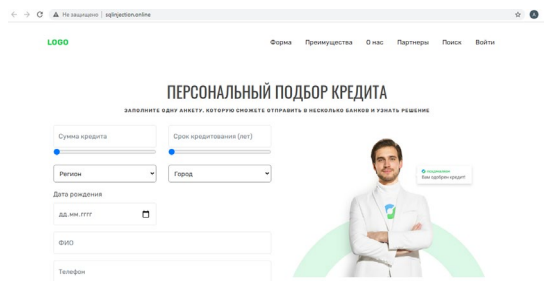 Не защищено | sqlinjection.online
LOGO
Форма Преимущества О нас Партнеры Поиск Войти
ПЕРСОНАЛЬНЫЙ ПОДБОР КРЕДИТА
ЗАПОЛНИТЕ ОДНУ АНКЕТУ, КОТОРУЮ СМОЖЕТЕ ОТПРАВИТЬ В НЕСКОЛЬКО БАНКОВ И УЗНАТЬ РЕШЕНИЕ
Сумма кредита
Срок кредитования (лет)
Регион
Город
Дата рождения
дд.мм.гггг
ФИО
Телефон
Вам одобрен кредит!